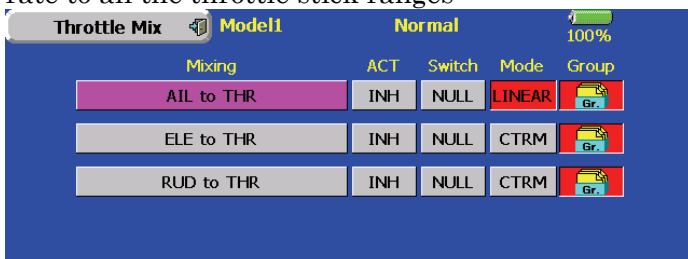 rate to all the throttle stick ranges
Throttle Mix Model1 Normal 100%
Mixing ACT Switch Mode Group
AIL to THR INH NULL LINEAR Gr.
ELE to THR INH NULL CTRM Gr.
RUD to THR INH NULL CTRM Gr.